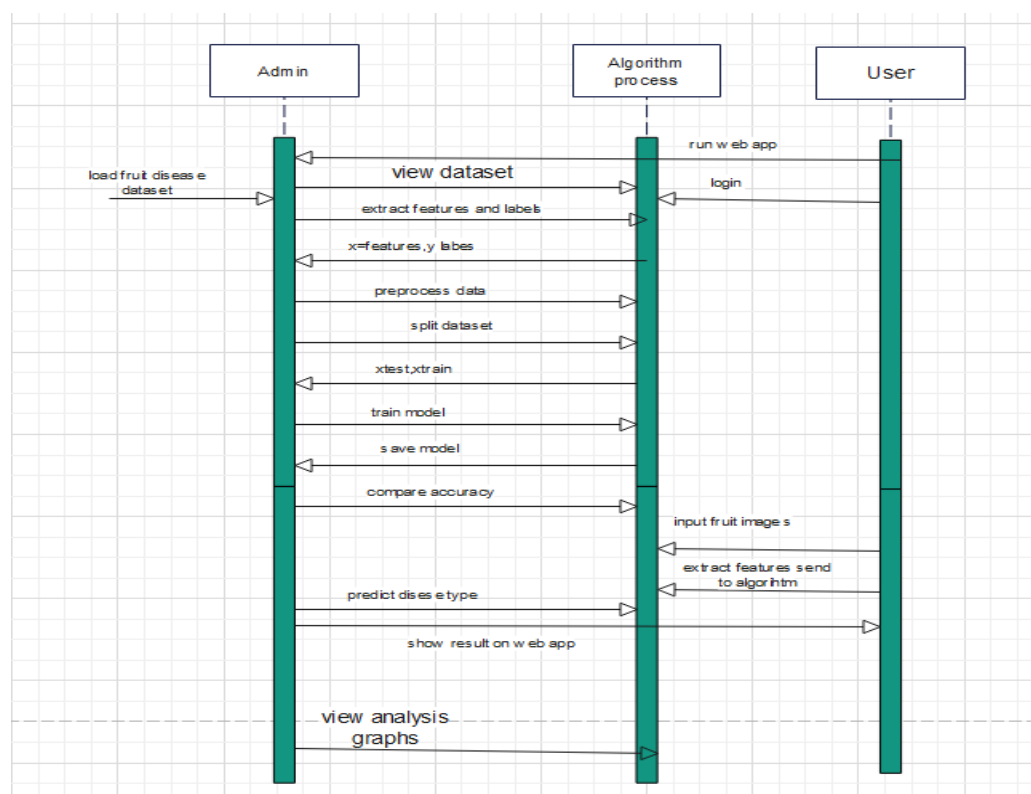 Admin
Algorithm
process
User
run web app
load fruit disease
dataset
view dataset
login
extract features and labels
x=features,y labes
preprocess data
split dataset
xtest,xtrain
train model
save model
compare accuracy
input fruit images
extract features send
to algorihtm
predict disese type
show result on web app
view analysis
graphs